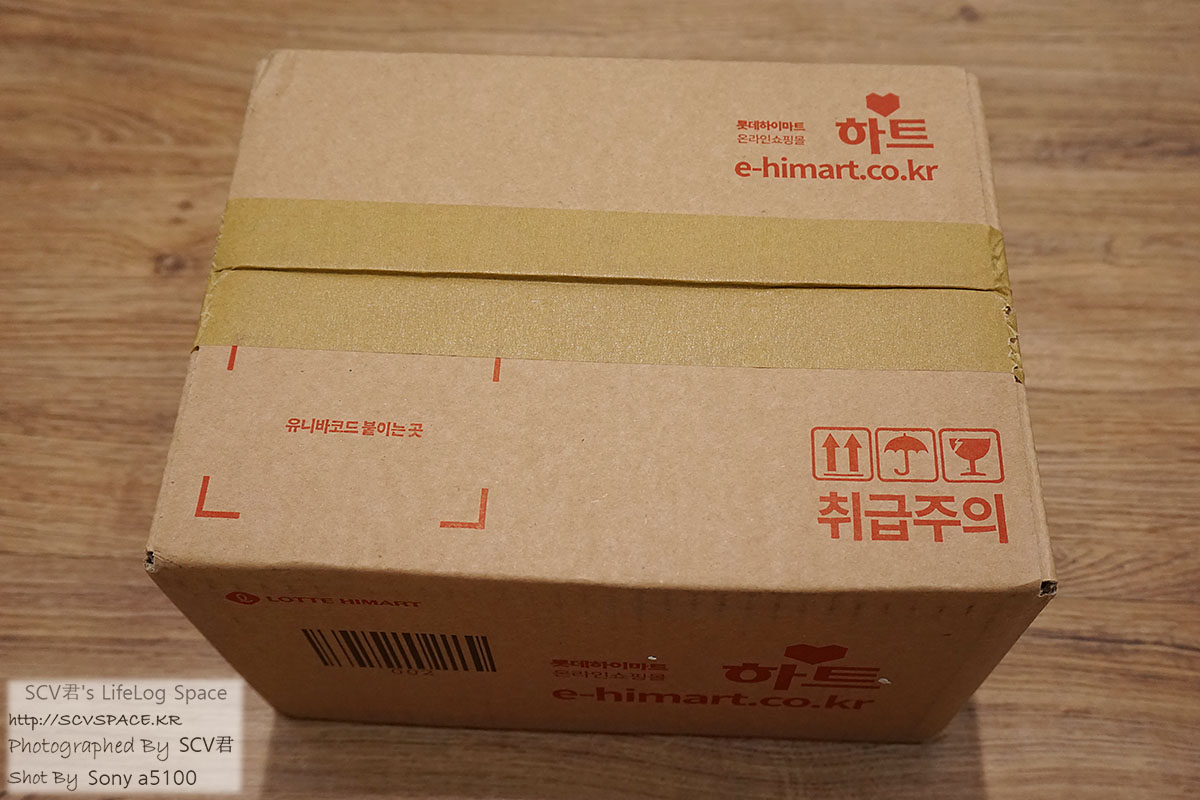 롯데하이마트
온라인쇼핑몰
하트
e-himart.co.kr
유니바코드 붙이는 곳
취급주의
LOTTE HIMART
002
롯데하이마트
온라인쇼핑몰
하트
e-himart.co.kr
SCV君's LifeLog Space
http://SCVSPACE.KR
Photographed By SCV君
Shot By Sony a5100